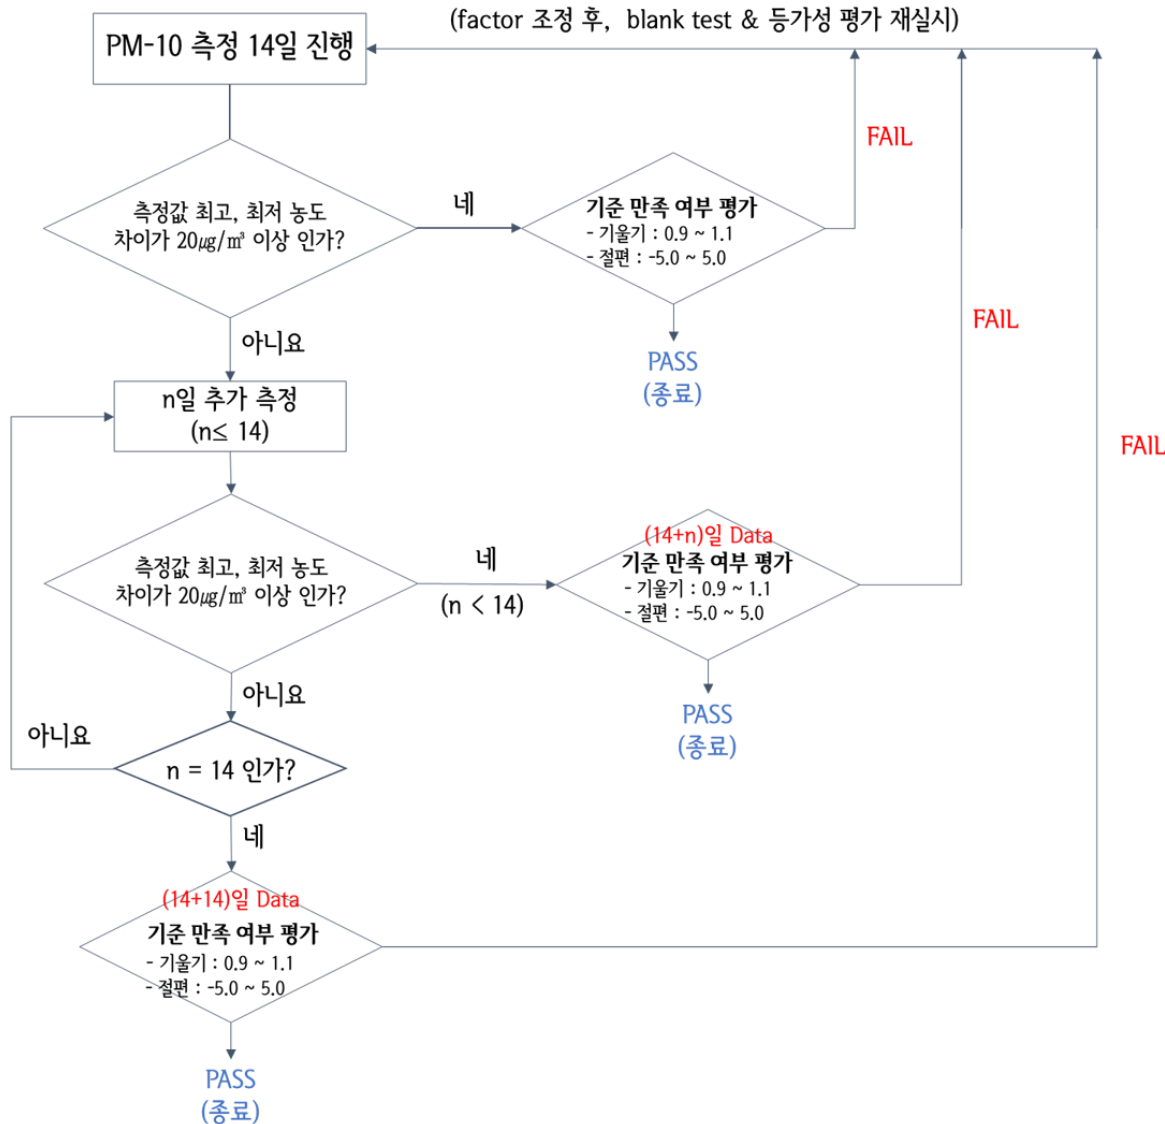 (factor 조정 후, blank test & 등가성 평가 재실시)
PM-10 측정 14일 진행
FAIL
측정값 최고, 최저 농도
차이가 20㎍/㎥ 이상 인가?
네
기준 만족 여부 평가
- 기울기 : 0.9 ~ 1.1
- 절편 : -5.0 ~ 5.0
FAIL
아니요
PASS
(종료)
n일 추가 측정
(n≤ 14)
FAIL
측정값 최고, 최저 농도
차이가 20㎍/㎥ 이상 인가?
네
(n < 14)
(14+n)일 Data
기준 만족 여부 평가
- 기울기 : 0.9 ~ 1.1
- 절편 : -5.0 ~ 5.0
아니요
PASS
(종료)
아니요
n = 14 인가?
네
(14+14)일 Data
기준 만족 여부 평가
- 기울기 : 0.9 ~ 1.1
- 절편 : -5.0 ~ 5.0
PASS
(종료)